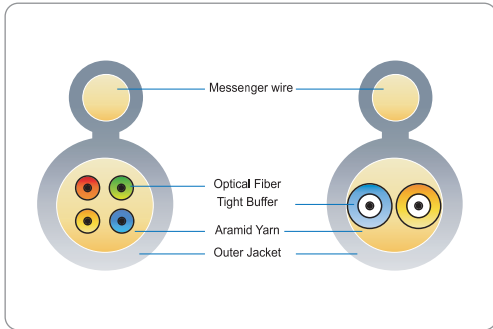 Messenger wire
Optical Fiber
Tight Buffer
Aramid Yarn
Outer Jacket